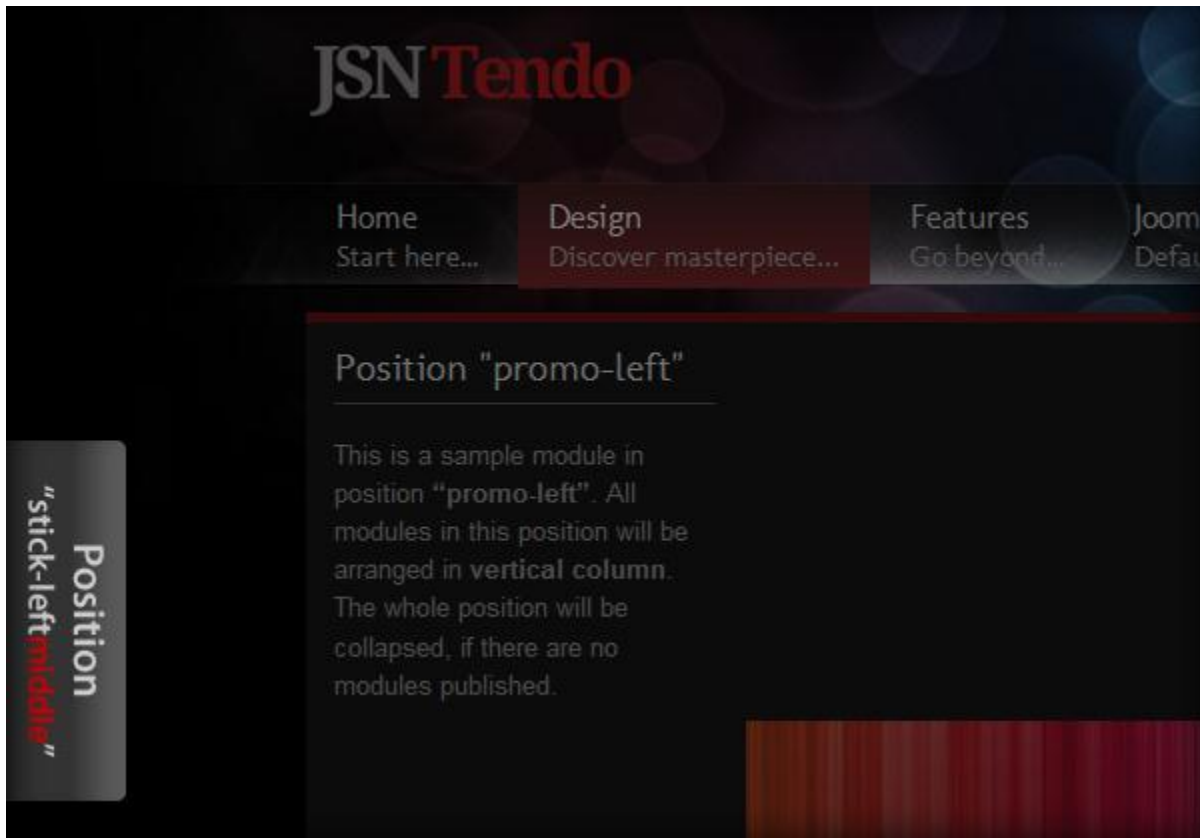 JSN Tendo
Home
Start here...
Design
Discover masterpiece...
Features
Go beyond...
Position "promo-left"
This is a sample module in
position “promo-left”. All
modules in this position will be
arranged in vertical column.
The whole position will be
collapsed, if there are no
modules published.
Position
“stick-leftmiddle”